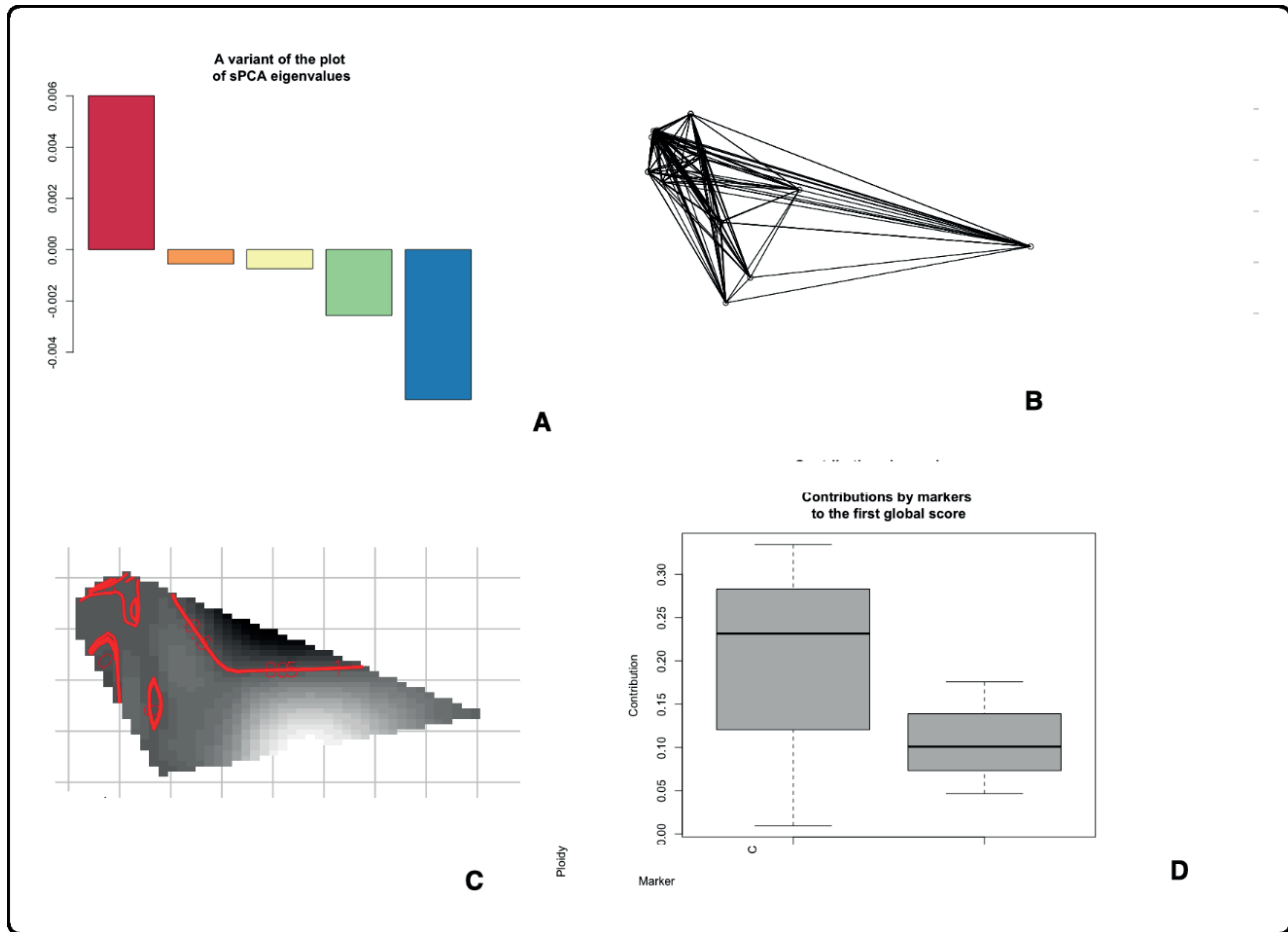 A variant of the plot
of sPCA eigenvalues
0.006
0.004
0.002
0.000
-0.002
-0.004
A
B
C
Contributions by markers
to the first global score
Contribution
0.30
0.25
0.20
0.15
0.10
0.05
0.00
C
Ploidy
Marker
D